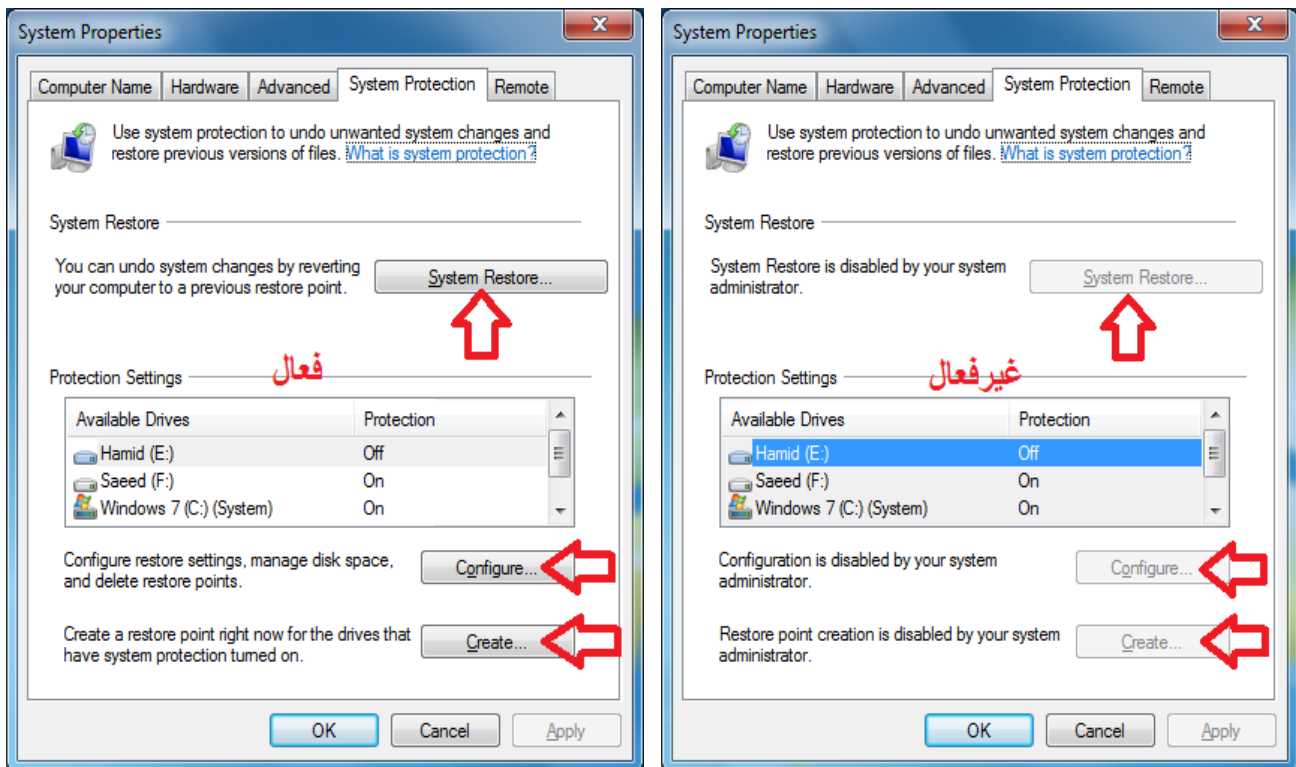 System Properties
Computer Name Hardware Advanced System Protection Remote
Use system protection to undo unwanted system changes and
restore previous versions of files. What is system protection?
System Restore
You can undo system changes by reverting
your computer to a previous restore point.
System Restore...
فعال
Protection Settings
Available Drives Protection
Hamid (E:) Off
Saeed (F:) On
Windows 7 (C:) (System) On
Configure restore settings, manage disk space,
and delete restore points.
Configure...
Create a restore point right now for the drives that
have system protection turned on.
Create...
OK Cancel Apply
System Properties
Computer Name Hardware Advanced System Protection Remote
Use system protection to undo unwanted system changes and
restore previous versions of files. What is system protection?
System Restore
System Restore is disabled by your system
administrator.
System Restore...
غیرفعال
Protection Settings
Available Drives Protection
Hamid (E:) Off
Saeed (F:) On
Windows 7 (C:) (System) On
Configuration is disabled by your system
administrator.
Configure...
Restore point creation is disabled by your system
administrator.
Create...
OK Cancel Apply